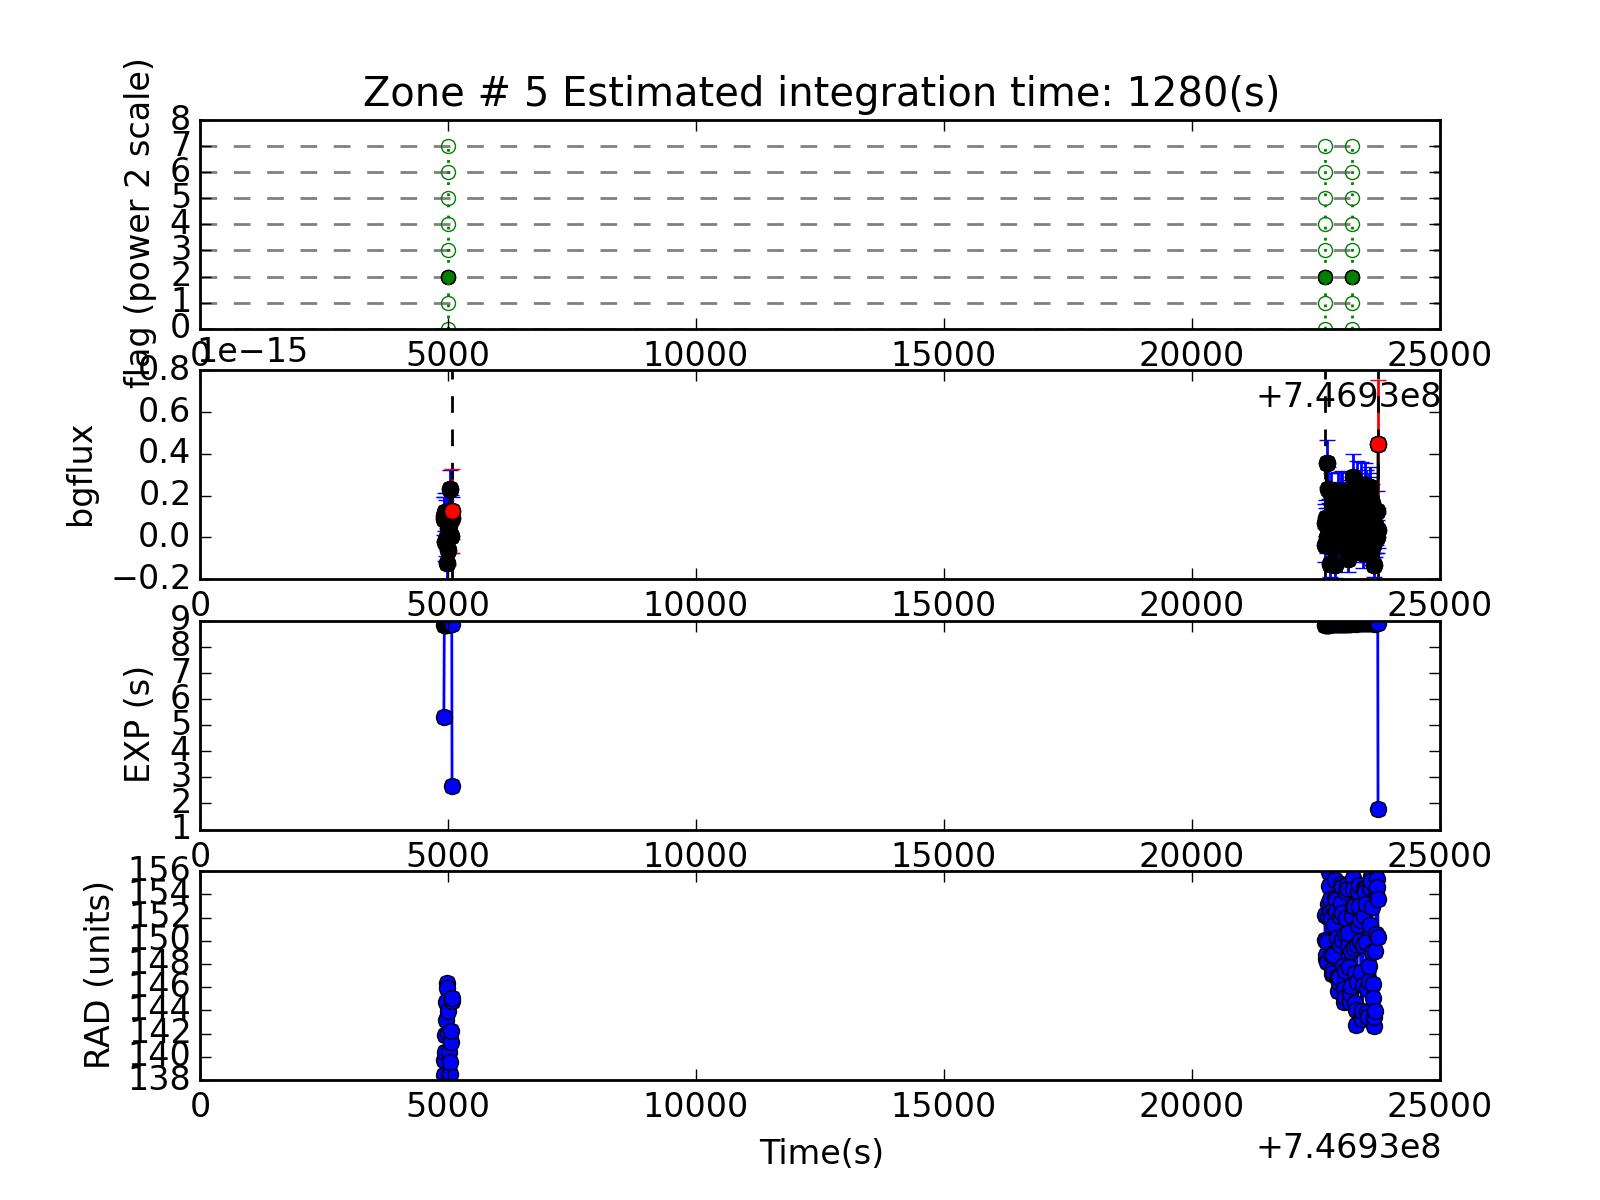 Zone # 5 Estimated integration time: 1280(s)
flag (power 2 scale)
8
7
6
5
4
3
2
1
0
0 5000 10000 15000 20000 25000
1e−15
+7.4693e8
bgflux
0.8
0.6
0.4
0.2
0.0
−0.2
0 5000 10000 15000 20000 25000
EXP (s)
9
8
7
6
5
4
3
2
1
0 5000 10000 15000 20000 25000
RAD (units)
156
154
152
150
148
146
144
142
140
138
0 5000 10000 15000 20000 25000
Time(s)
+7.4693e8